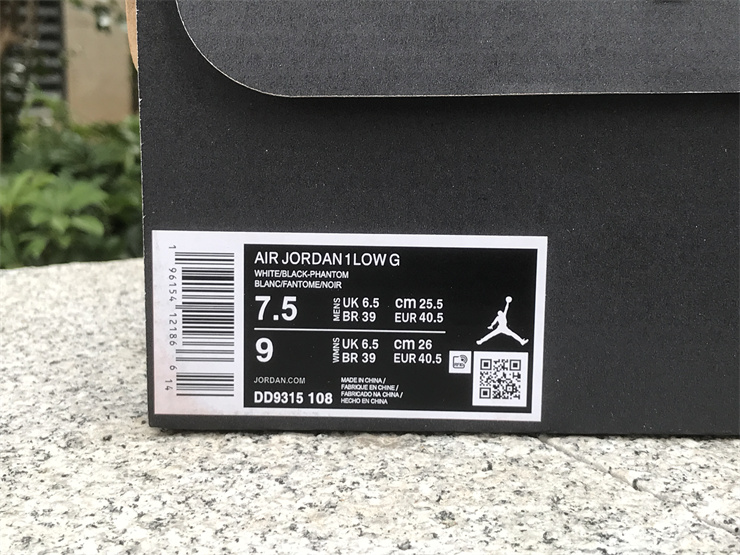 AIR JORDAN 1 LOW G
WHITE/BLACK-PHANTOM
BLANC/FANTOME/NOIR
7.5 MENS UK 6.5 cm 25.5
BR 39 EUR 40.5
9 WMNS UK 6.5 cm 26
BR 39 EUR 40.5
JORDAN.COM
DD9315 108
MADE IN CHINA /
FABRIQUE EN CHINE /
FABRICADO NA CHINA /
HECHO EN CHINA
1 96154 12186 6 14